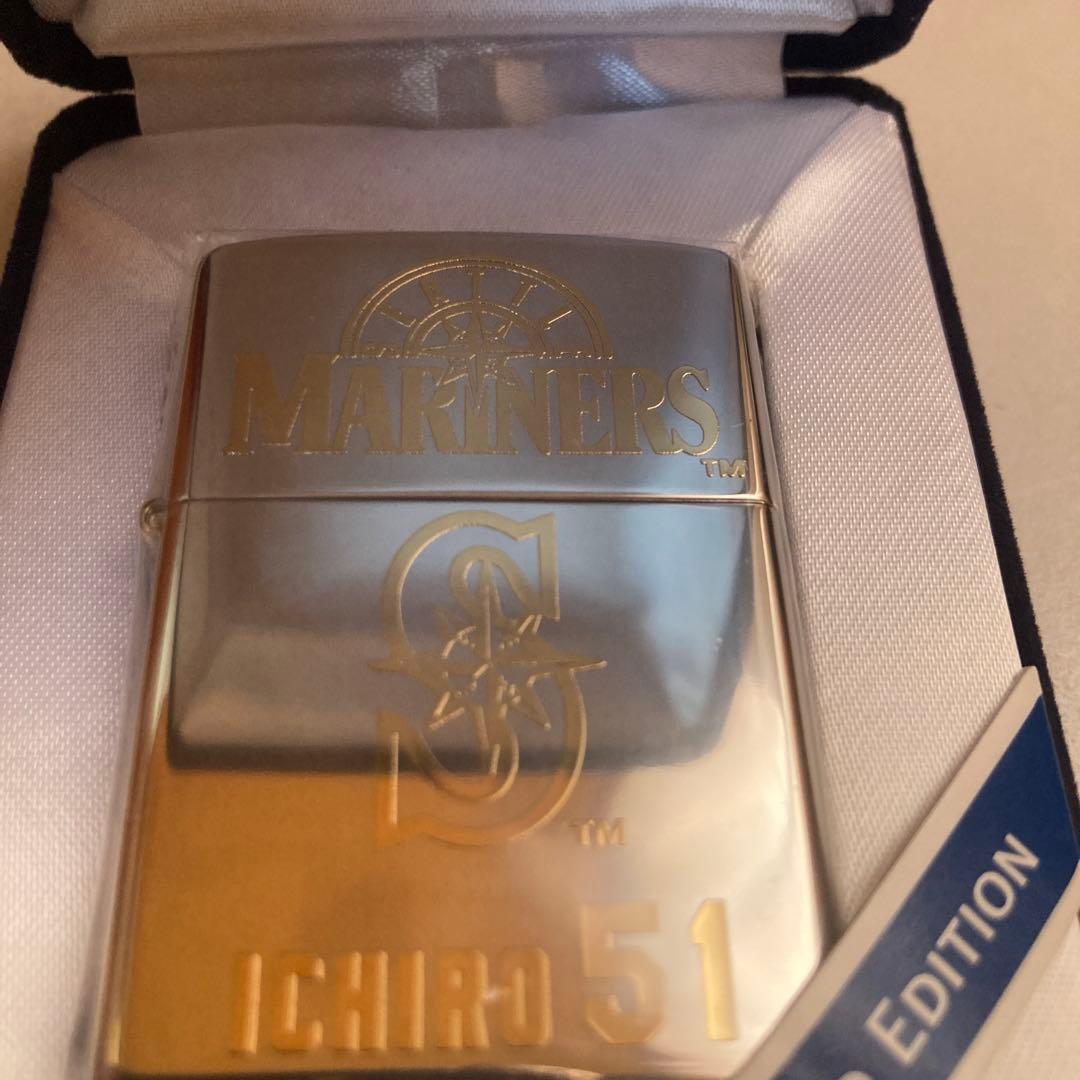 MARINERS
TM
S
TM
ICHIRO 51
EDITION